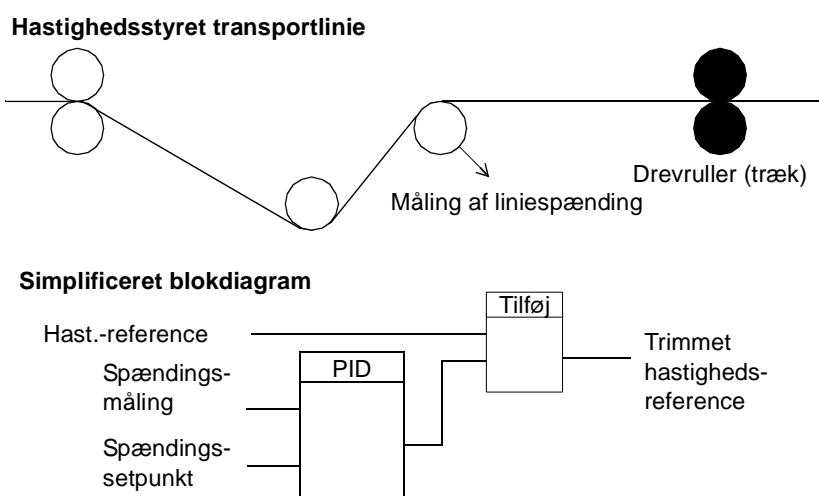 Hastighedsstyret transportlinie
Drevruller (træk)
Måling af liniespænding
Simplificeret blokdiagram
Tilføj
Hast.-reference
Trimmet
hastigheds-
reference
PID
Spændings-
måling
Spændings-
setpunkt